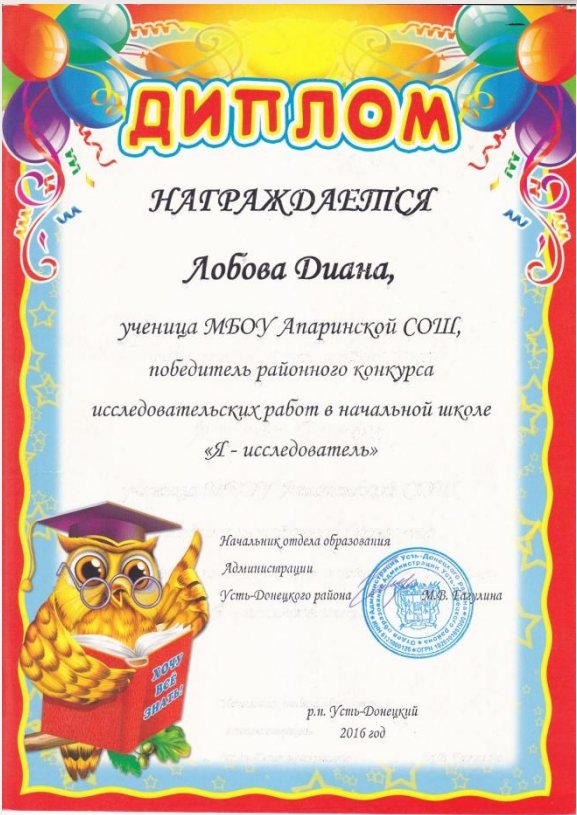 ДИПЛОМ
НАГРАЖДАЕТСЯ
Лобова Диана,
ученица МБОУ Апаринской СОШ,
победитель районного конкурса
исследовательских работ в начальной школе
«Я - исследователь»
Начальник отдела образования
Администрации
Усть-Донецкого района М.В. Гагулина
ХОЧУ
ВСЁ
ЗНАТЬ!
р.п. Усть-Донецкий
2016 год